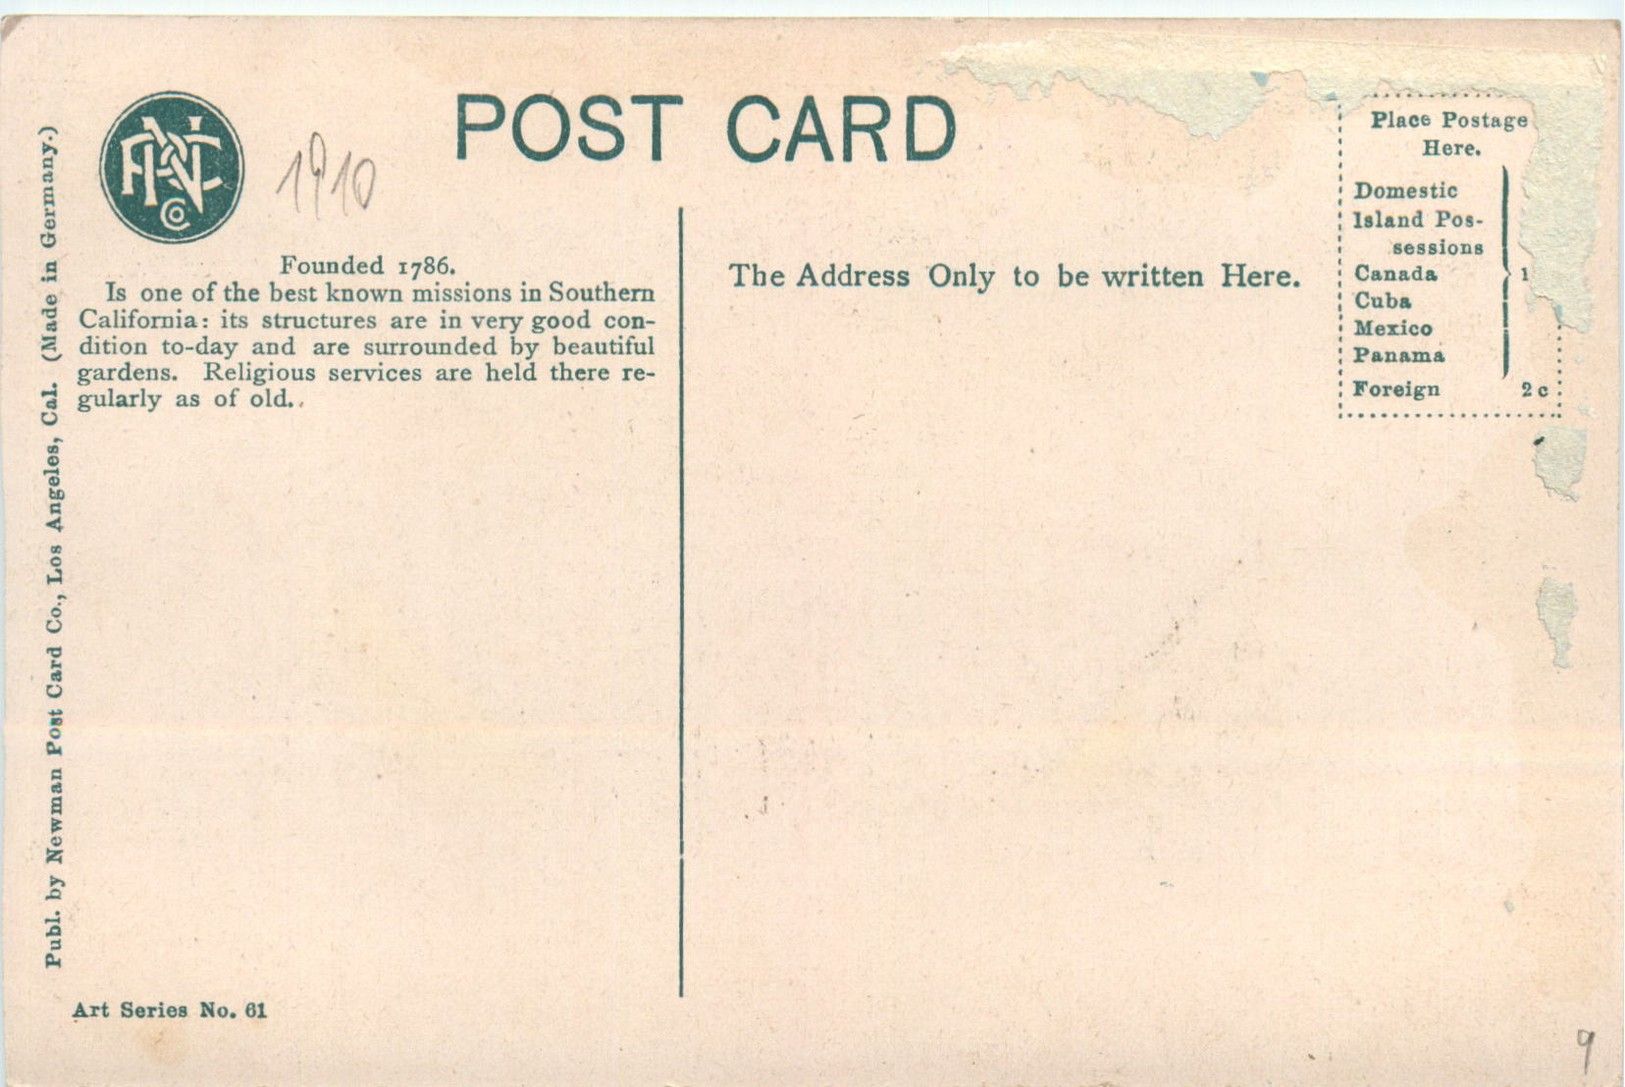 POST CARD
1910
NPC Co
Founded 1786.
Is one of the best known missions in Southern
California: its structures are in very good con-
dition to-day and are surrounded by beautiful
gardens. Religious services are held there re-
gularly as of old.
Publ. by Newman Post Card Co., Los Angeles, Cal. (Made in Germany.)
Art Series No. 61
The Address Only to be written Here.
Place Postage
Here.
Domestic
Island Pos-
sessions
Canada 1
Cuba
Mexico
Panama
Foreign 2c
9